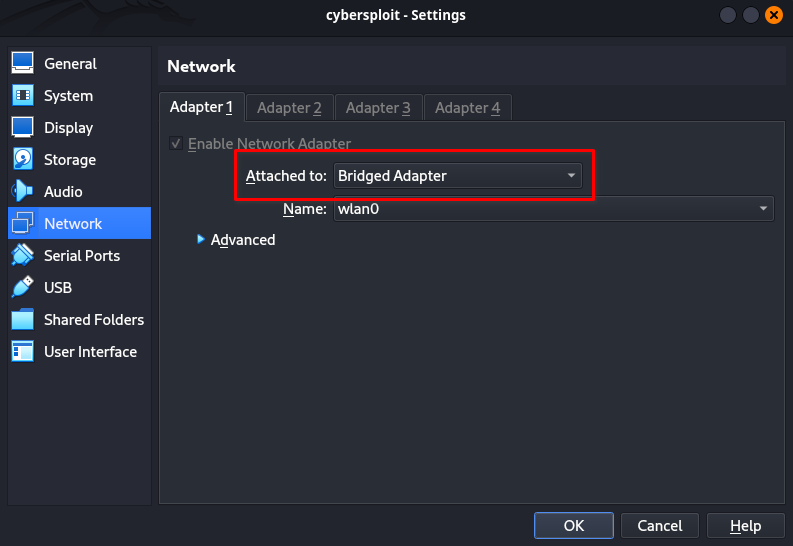 cybersploit - Settings
General
System
Display
Storage
Audio
Network
Serial Ports
USB
Shared Folders
User Interface
Network
Adapter 1 Adapter 2 Adapter 3 Adapter 4
Enable Network Adapter
Attached to: Bridged Adapter
Name: wlan0
Advanced
OK Cancel Help